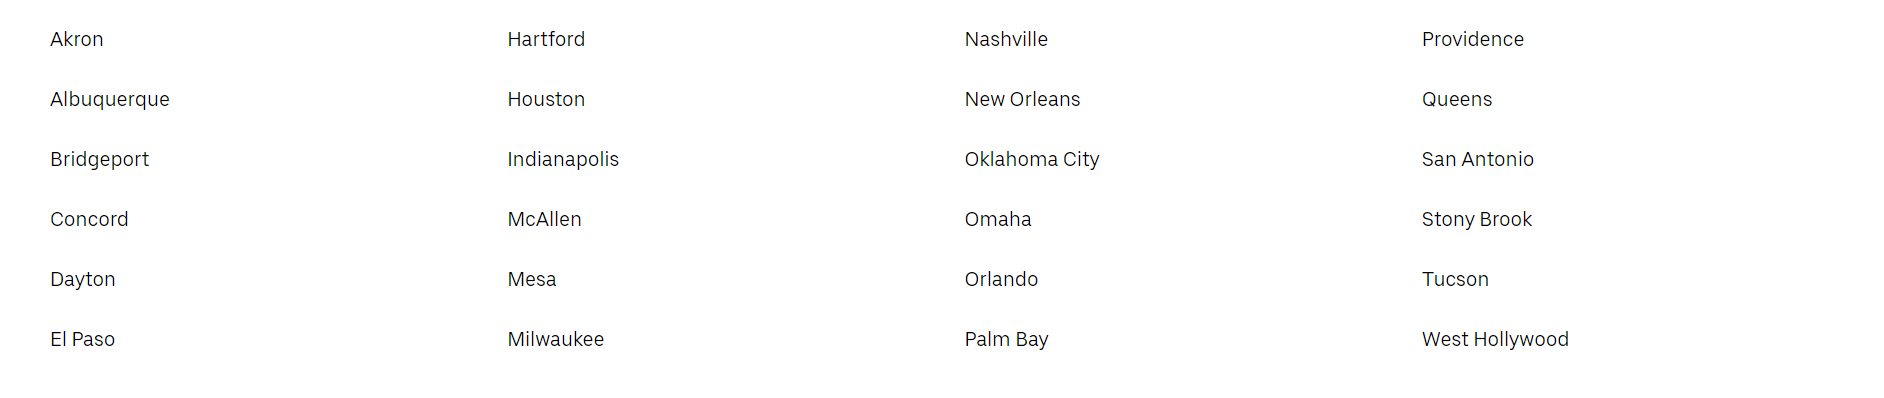 Akron
Albuquerque
Bridgeport
Concord
Dayton
El Paso
Hartford
Houston
Indianapolis
McAllen
Mesa
Milwaukee
Nashville
New Orleans
Oklahoma City
Omaha
Orlando
Palm Bay
Providence
Queens
San Antonio
Stony Brook
Tucson
West Hollywood